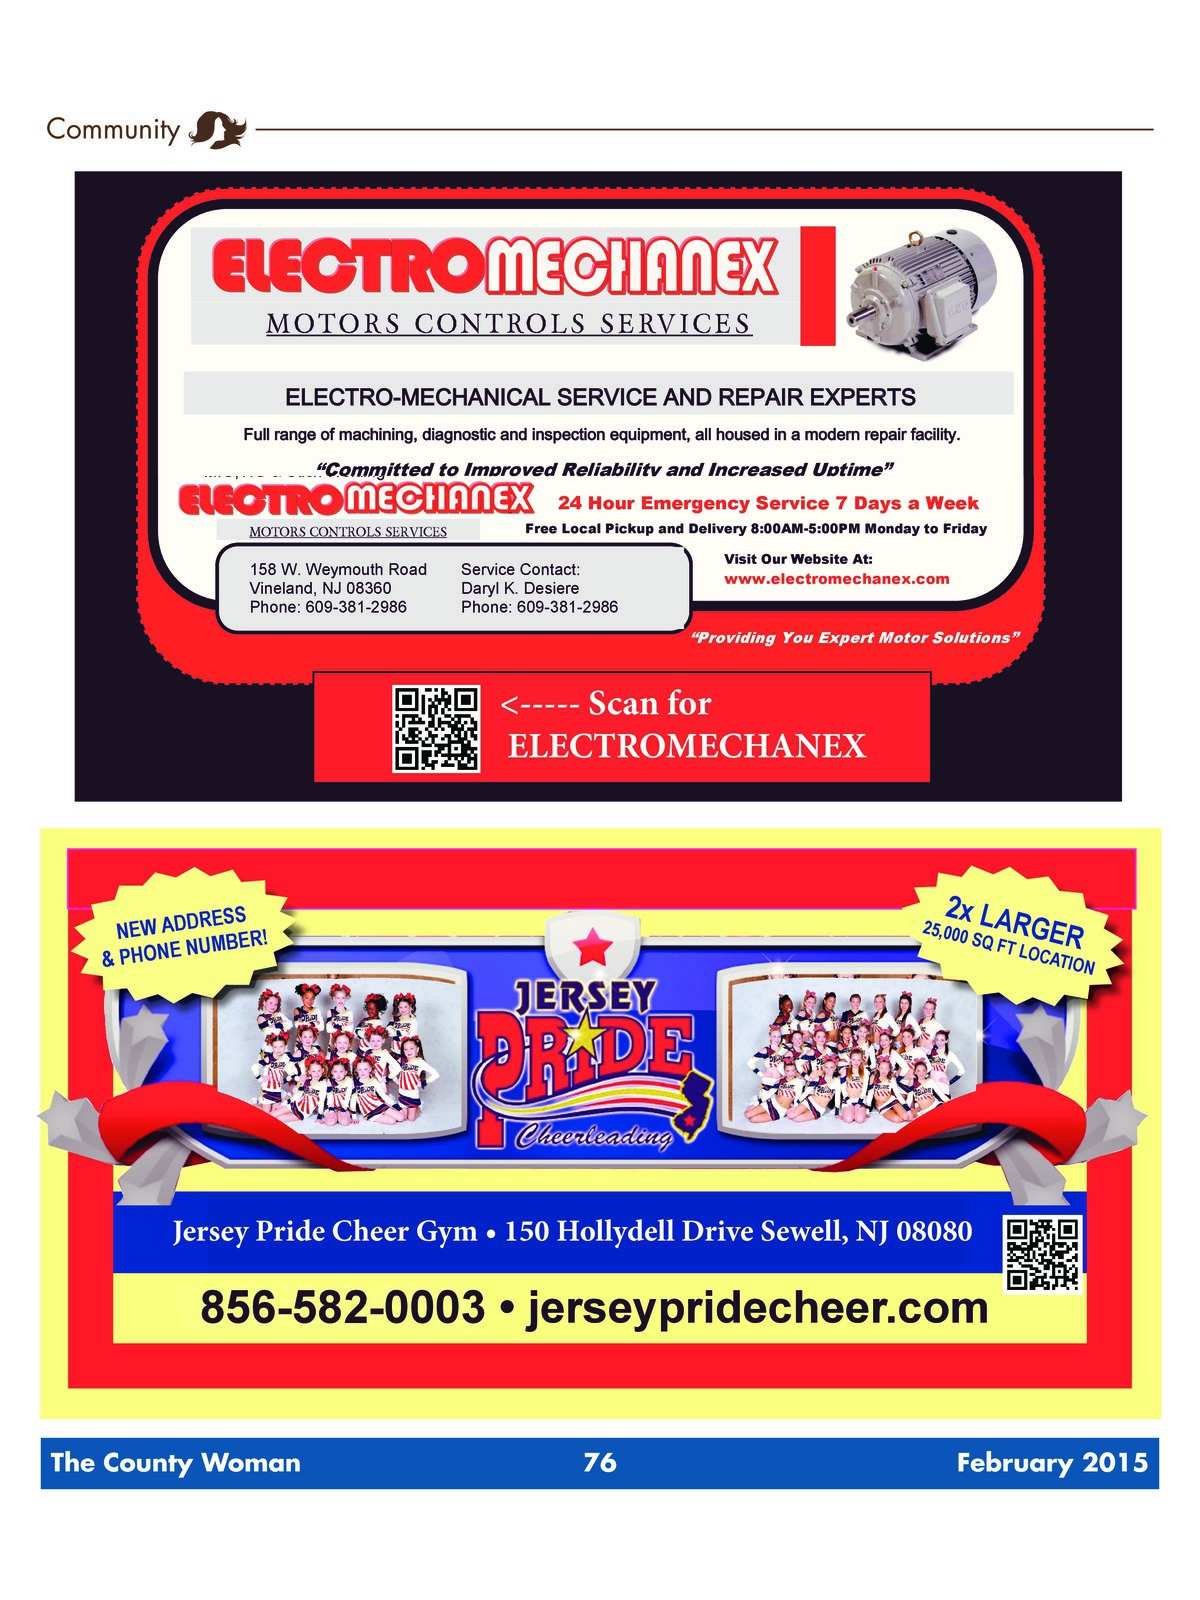 Community
ELECTROMECHANEX
MOTORS CONTROLS SERVICES
ELECTRO-MECHANICAL SERVICE AND REPAIR EXPERTS
Full range of machining, diagnostic and inspection equipment, all housed in a modern repair facility.
“Committed to Improved Reliability and Increased Uptime”
ELECTROMECHANEX
24 Hour Emergency Service 7 Days a Week
MOTORS CONTROLS SERVICES
Free Local Pickup and Delivery 8:00AM-5:00PM Monday to Friday
158 W. Weymouth Road
Vineland, NJ 08360
Phone: 609-381-2986
Service Contact:
Daryl K. Desiere
Phone: 609-381-2986
Visit Our Website At:
www.electromechanex.com
“Providing You Expert Motor Solutions”
<----- Scan for
ELECTROMECHANEX
NEW ADDRESS
& PHONE NUMBER!
2x LARGER
25,000 SQ FT LOCATION
JERSEY
PRIDE
Cheerleading
Jersey Pride Cheer Gym • 150 Hollydell Drive Sewell, NJ 08080
856-582-0003 • jerseypridecheer.com
The County Woman 76 February 2015